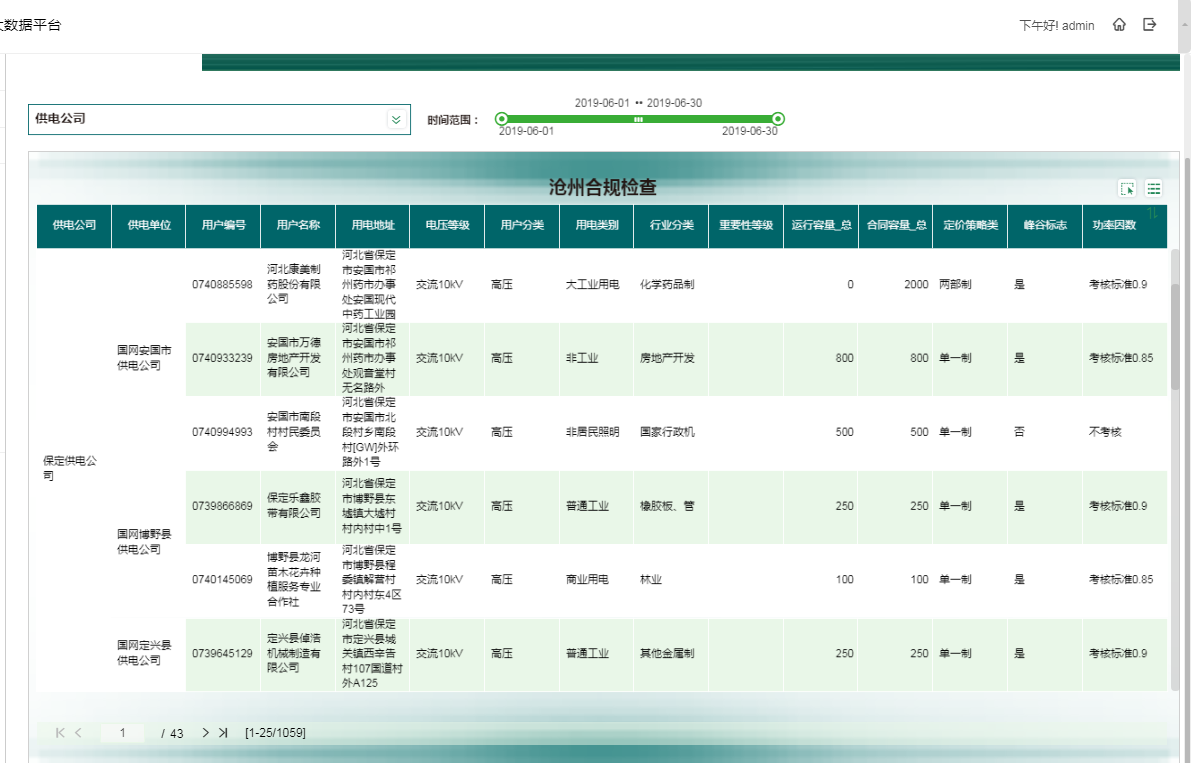 大数据平台
下午好! admin
供电公司
时间范围：
2019-06-01 •• 2019-06-30
2019-06-01
2019-06-30
沧州合规检查
供电公司 供电单位 用户编号 用户名称 用电地址 电压等级 用户分类 用电类别 行业分类 重要性等级 运行容量_总 合同容量_总 定价策略类 峰谷标志 功率因数
保定供电公
司
国网安国市
供电公司
0740885598
河北康美制
药股份有限
公司
河北省保定
市安国市祁
州药市办事
处安国现代
中药工业园
交流10kV 高压 大工业用电 化学药品制 0 2000 两部制 是 考核标准0.9
0740933239
安国市万德
房地产开发
有限公司
河北省保定
市安国市祁
州药市办事
处观音堂村
无名路外
交流10kV 高压 非工业 房地产开发 800 800 单一制 是 考核标准0.85
0740994993
安国市南段
村村民委员
会
河北省保定
市安国市北
段村乡南段
村[GW]外环
路外1号
交流10kV 高压 非居民照明 国家行政机 500 500 单一制 否 不考核
国网博野县
供电公司
0739866869
保定乐鑫胶
带有限公司
河北省保定
市博野县东
墟镇大墟村
村内村中1号
交流10kV 高压 普通工业 橡胶板、管 250 250 单一制 是 考核标准0.9
0740145069
博野县龙河
苗木花卉种
植服务专业
合作社
河北省保定
市博野县程
委镇解营村
村内村东4区
73号
交流10kV 高压 商业用电 林业 100 100 单一制 是 考核标准0.85
国网定兴县
供电公司
0739645129
定兴县倬浩
机械制造有
限公司
河北省保定
市定兴县城
关镇西辛告
村107国道村
外A125
交流10kV 高压 普通工业 其他金属制 250 250 单一制 是 考核标准0.9
1 / 43 [1-25/1059]